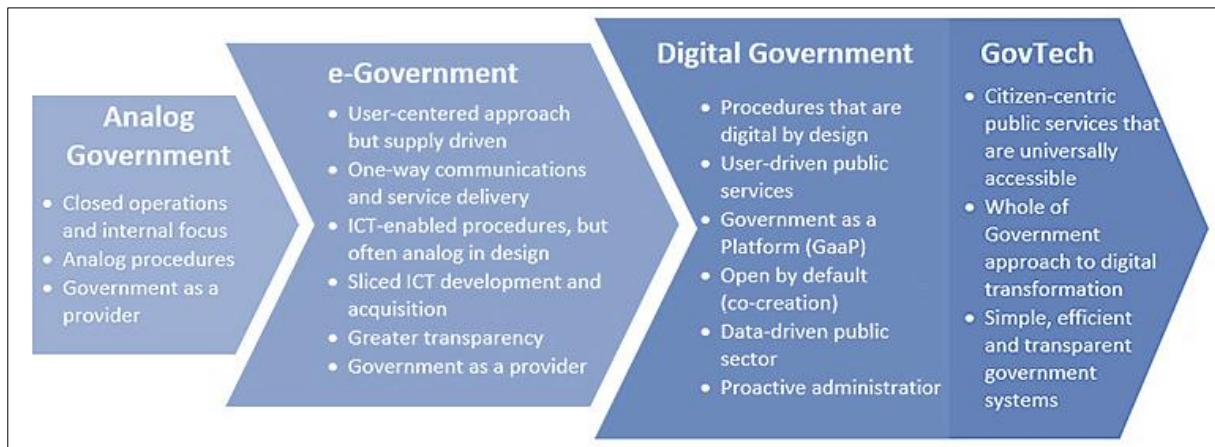 Analog
Government
• Closed operations
and internal focus
• Analog procedures
• Government as a
provider
e-Government
• User-centered approach
but supply driven
• One-way communications
and service delivery
• ICT-enabled procedures, but
often analog in design
• Sliced ICT development and
acquisition
• Greater transparency
• Government as a provider
Digital Government
• Procedures that are
digital by design
• User-driven public
services
• Government as a
Platform (GaaP)
• Open by default
(co-creation)
• Data-driven public
sector
• Proactive administratior
GovTech
• Citizen-centric
public services that
are universally
accessible
• Whole of
Government
approach to digital
transformation
• Simple, efficient
and transparent
government
systems